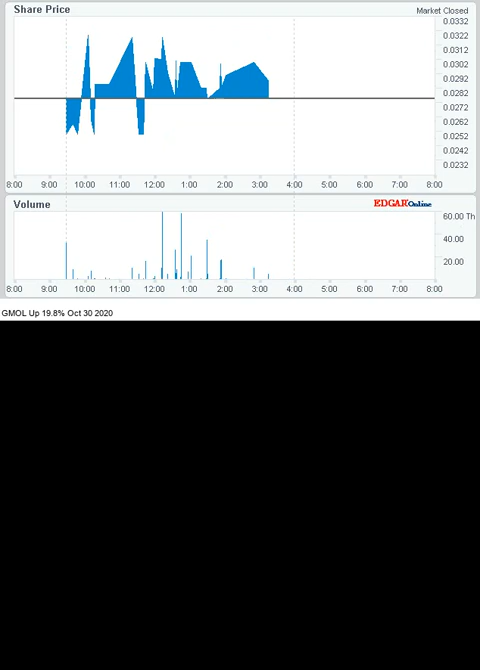 Share Price
Market Closed
0.0332
0.0322
0.0312
0.0302
0.0292
0.0282
0.0272
0.0262
0.0252
0.0242
0.0232
8:00 9:00 10:00 11:00 12:00 1:00 2:00 3:00 4:00 5:00 6:00 7:00 8:00
Volume
EDGAROnline
60.00 Th
40.00
20.00
8:00 9:00 10:00 11:00 12:00 1:00 2:00 3:00 4:00 5:00 6:00 7:00 8:00
GMOL Up 19.8% Oct 30 2020